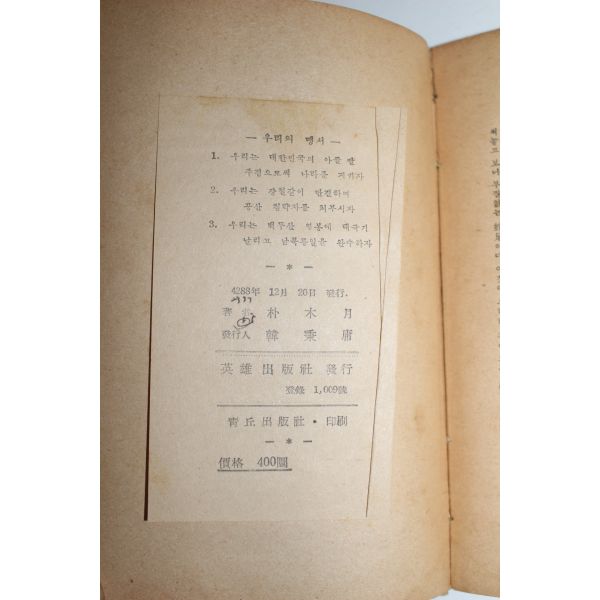 — 우리의 맹서 —
1. 우리는 대한민국의 아들 딸
주검으로써 나라를 지키자
2. 우리는 강철같이 단결하여
공산 침략자를 쳐부시자
3. 우리는 백두산 영봉에 태극기
날리고 남북통일을 완수하자
— * —
4288年 12月 20日 發行.
著 朴木月
發行人 韓秉庸
英雄出版社 發行
登錄 1,009號
靑丘出版社・印刷
— * —
價格 400圜